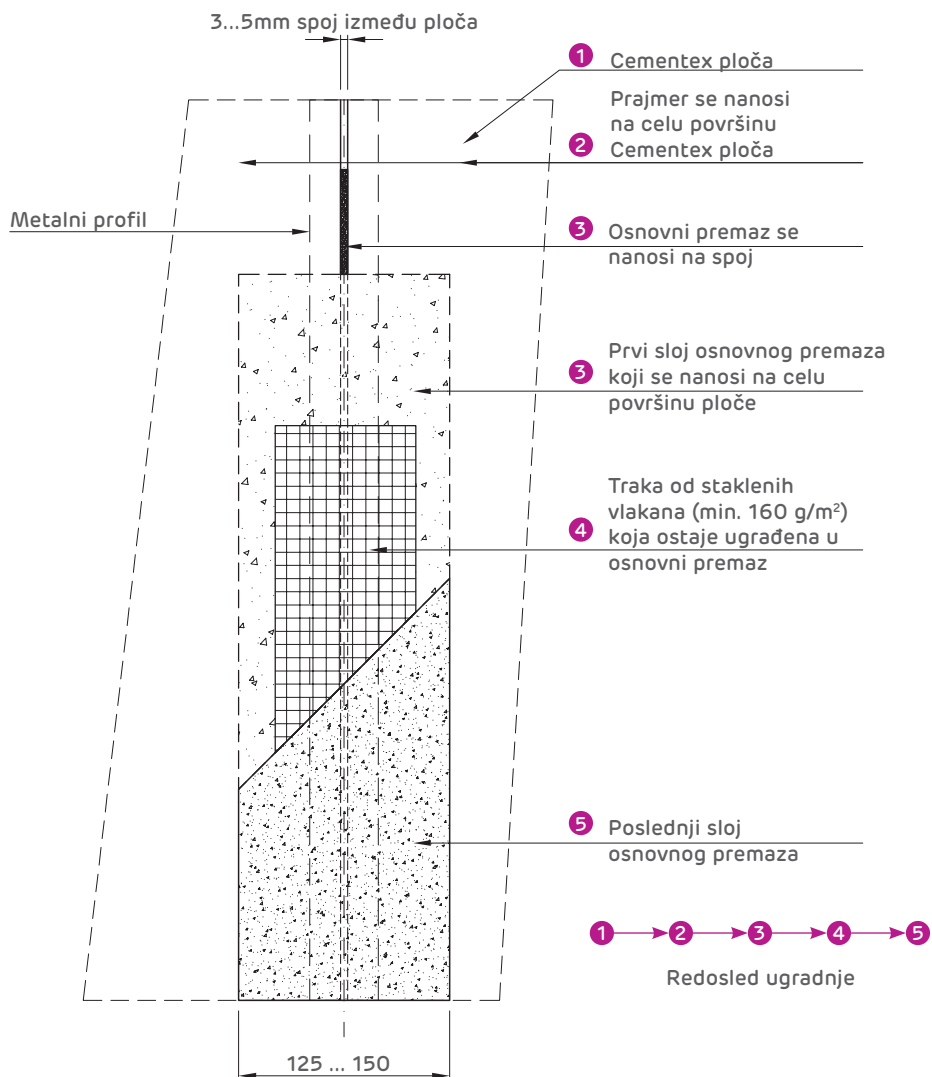 3...5mm spoj između ploča
1 Cementex ploča
Prajmer se nanosi
na celu površinu
2 Cementex ploča
Metalni profil
3 Osnovni premaz se
nanosi na spoj
Prvi sloj osnovnog premaza
3 koji se nanosi na celu
površinu ploče
Traka od staklenih
vlakana (min. 160 g/m²)
4 koja ostaje ugrađena u
osnovni premaz
5 Poslednji sloj
osnovnog premaza
1 2 3 4 5
Redosled ugradnje
125 ... 150